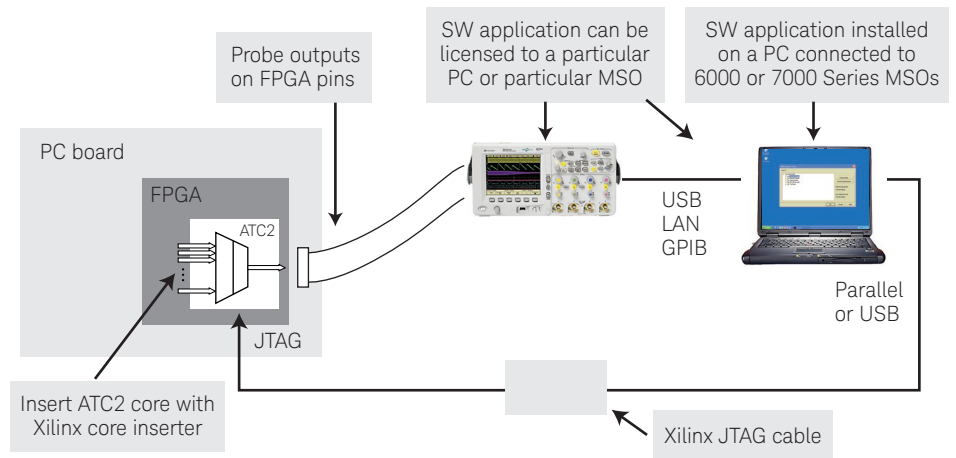 Probe outputs
on FPGA pins
SW application can be
licensed to a particular
PC or particular MSO
SW application installed
on a PC connected to
6000 or 7000 Series MSOs
PC board
FPGA
ATC2
JTAG
USB
LAN
GPIB
Parallel
or USB
Insert ATC2 core with
Xilinx core inserter
Xilinx JTAG cable